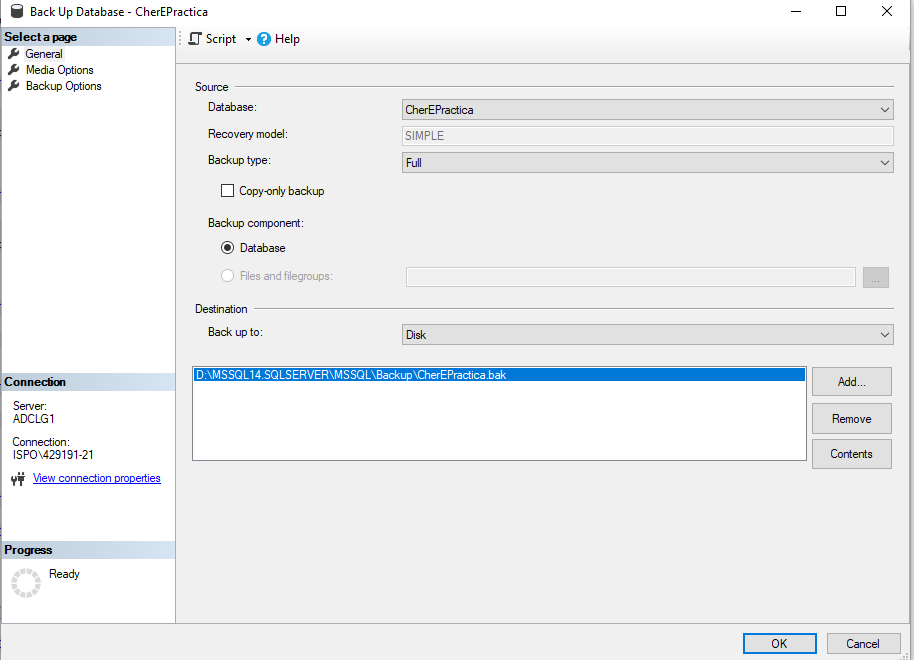 Back Up Database - CherEPractica
Select a page
General
Media Options
Backup Options
Script
Help
Source
Database:
CherEPractica
Recovery model:
SIMPLE
Backup type:
Full
Copy-only backup
Backup component:
Database
Files and filegroups:
...
Destination
Back up to:
Disk
D:\MSSQL14.SQLSERVER\MSSQL\Backup\CherEPractica.bak
Add...
Remove
Contents
Connection
Server:
ADCLG1
Connection:
ISPO\429191-21
View connection properties
Progress
Ready
OK
Cancel